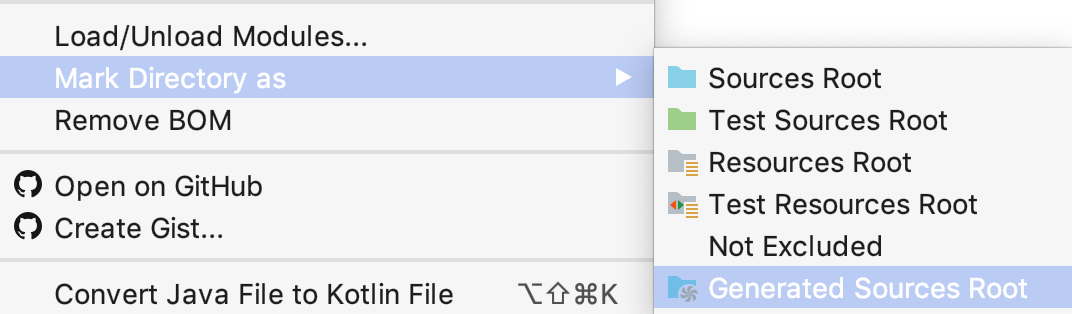 Load/Unload Modules...
Mark Directory as
Remove BOM
Open on GitHub
Create Gist...
Convert Java File to Kotlin File ⌥⇧⌘K
Sources Root
Test Sources Root
Resources Root
Test Resources Root
Not Excluded
Generated Sources Root